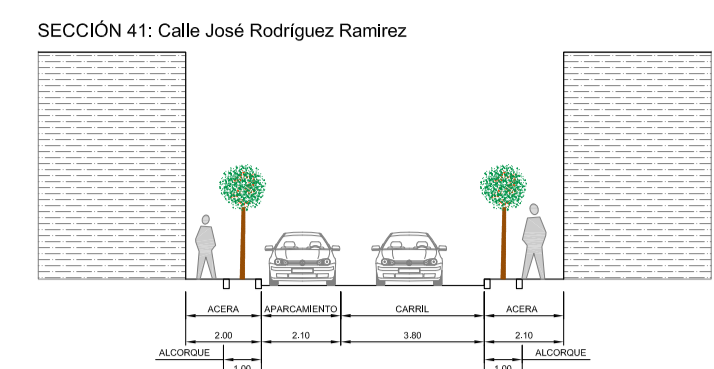 SECCIÓN 41: Calle José Rodríguez Ramirez
ACERA APARCAMIENTO CARRIL ACERA
2.00 2.10 3.80 2.10
ALCORQUE ALCORQUE
1.00 1.00